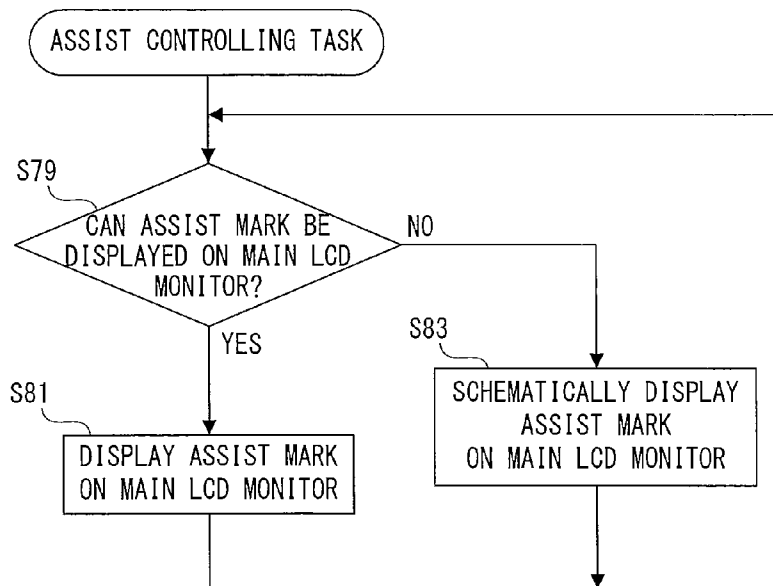 ASSIST CONTROLLING TASK
S79
CAN ASSIST MARK BE
DISPLAYED ON MAIN LCD
MONITOR?
NO
YES
S83
SCHEMATICALLY DISPLAY
ASSIST MARK
ON MAIN LCD MONITOR
S81
DISPLAY ASSIST MARK
ON MAIN LCD MONITOR